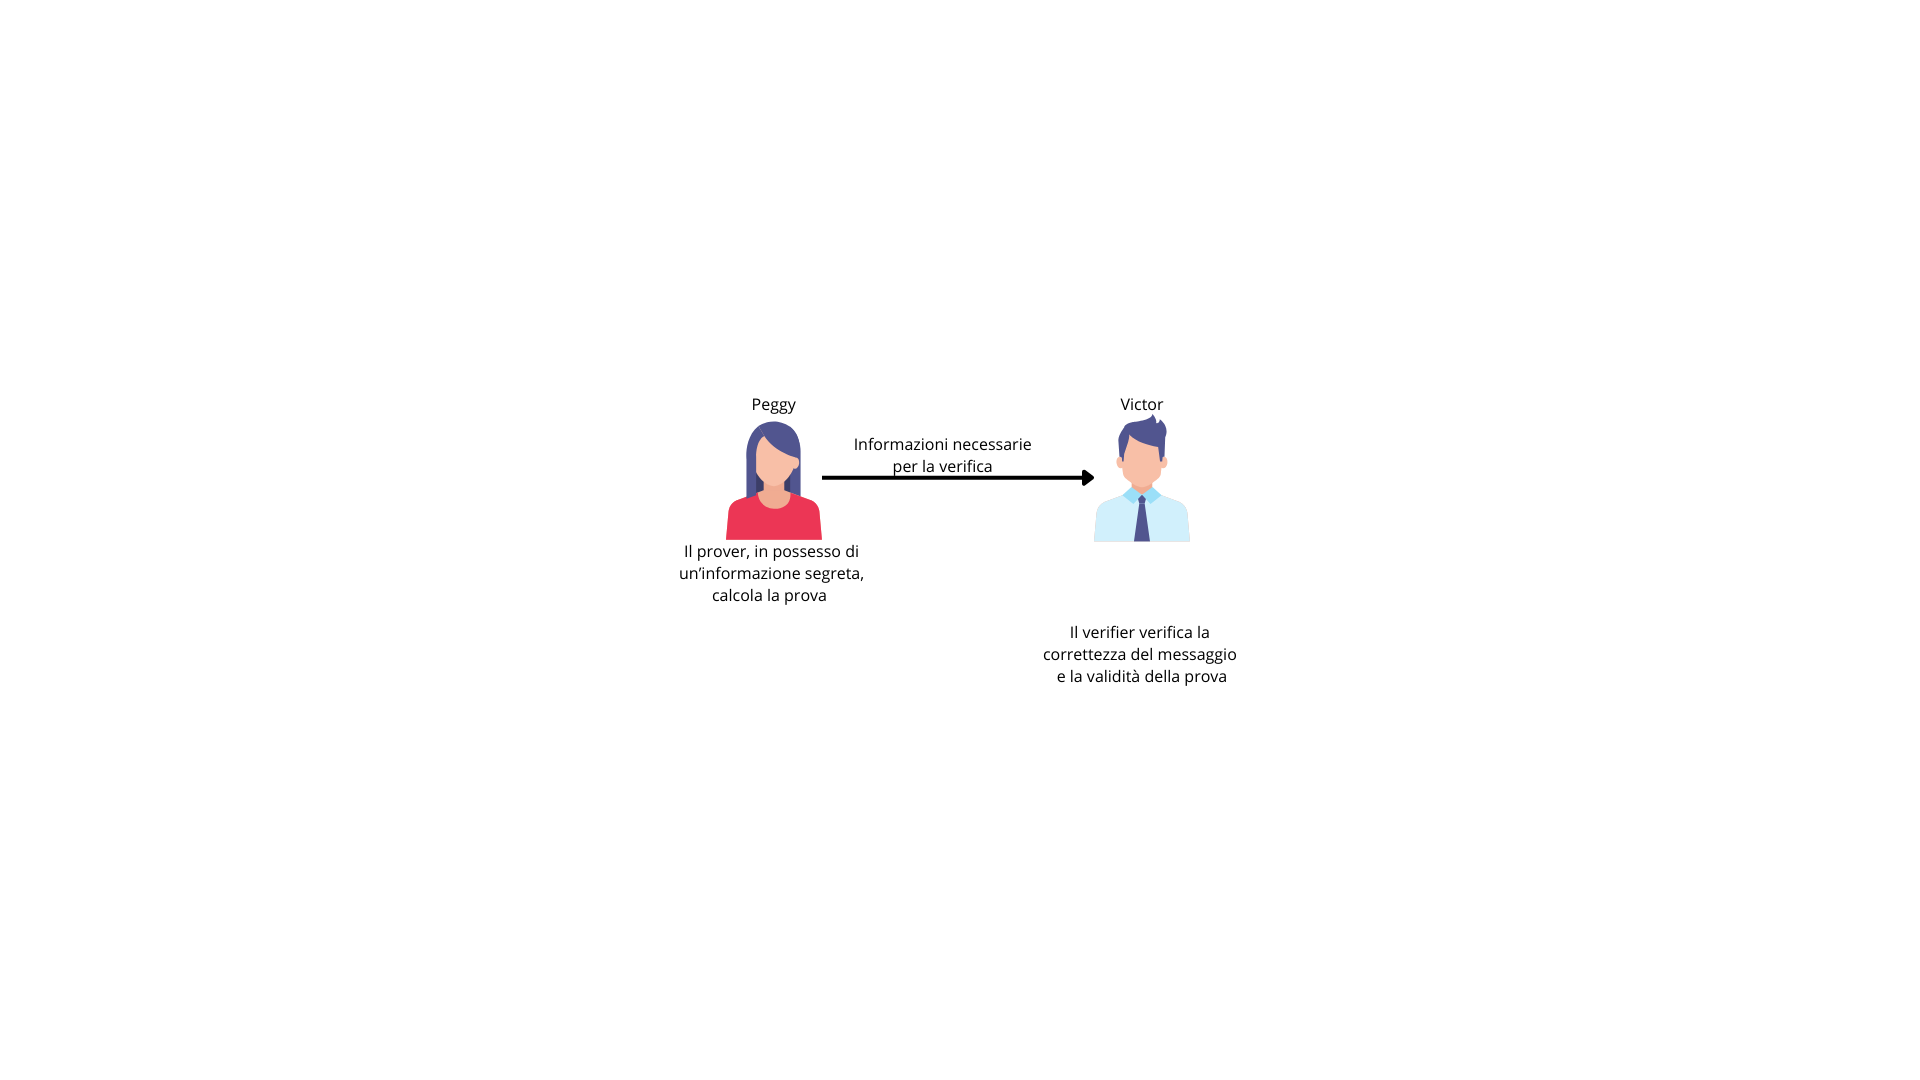 Peggy
Victor
Informazioni necessarie
per la verifica
Il prover, in possesso di
un'informazione segreta,
calcola la prova
Il verifier verifica la
correttezza del messaggio
e la validità della prova